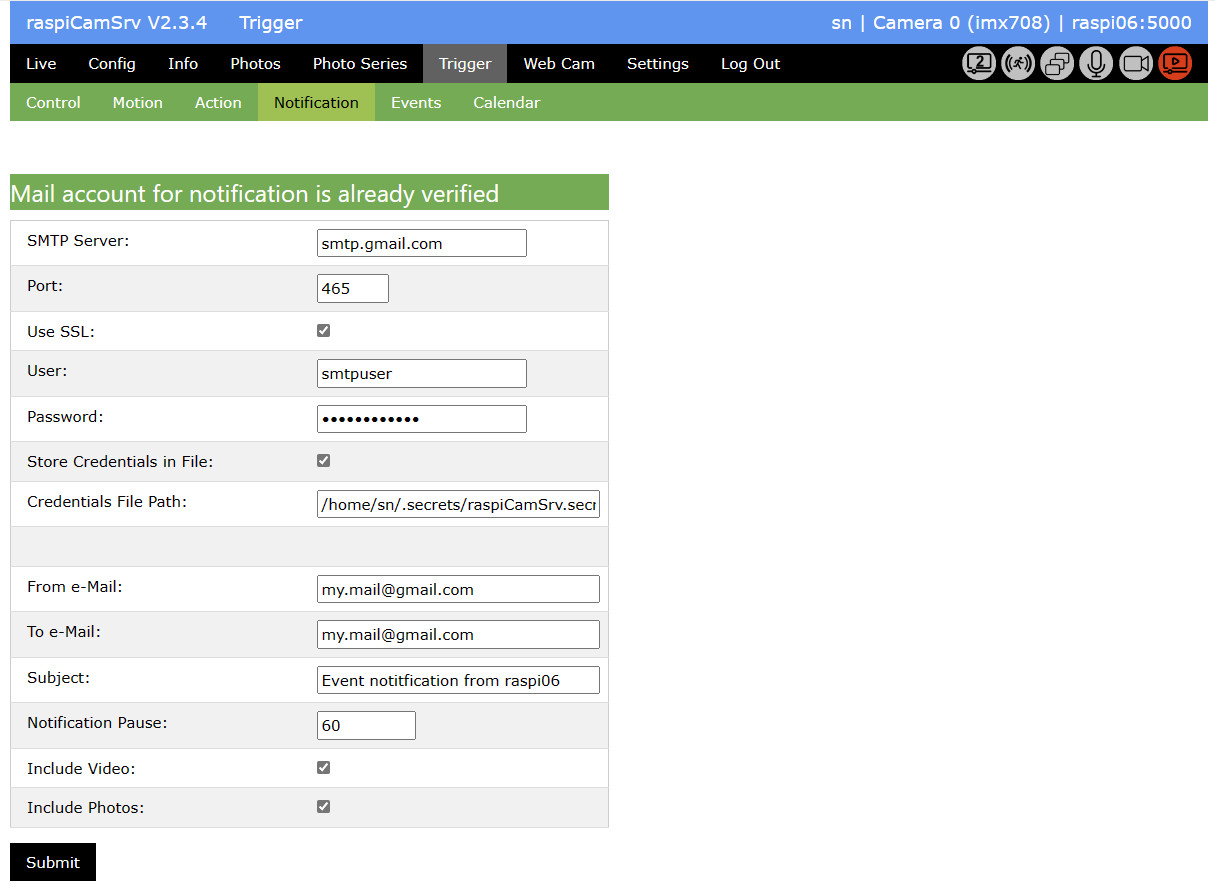 raspiCamSrv V2.3.4 Trigger sn | Camera 0 (imx708) | raspi06:5000
Live Config Info Photos Photo Series Trigger Web Cam Settings Log Out 2
Control Motion Action Notification Events Calendar
Mail account for notification is already verified
SMTP Server: smtp.gmail.com
Port: 465
Use SSL:
User: smtpuser
Password: ••••••••••••
Store Credentials in File:
Credentials File Path: /home/sn/.secrets/raspiCamSrv.secr
From e-Mail: my.mail@gmail.com
To e-Mail: my.mail@gmail.com
Subject: Event notitfication from raspi06
Notification Pause: 60
Include Video:
Include Photos:
Submit